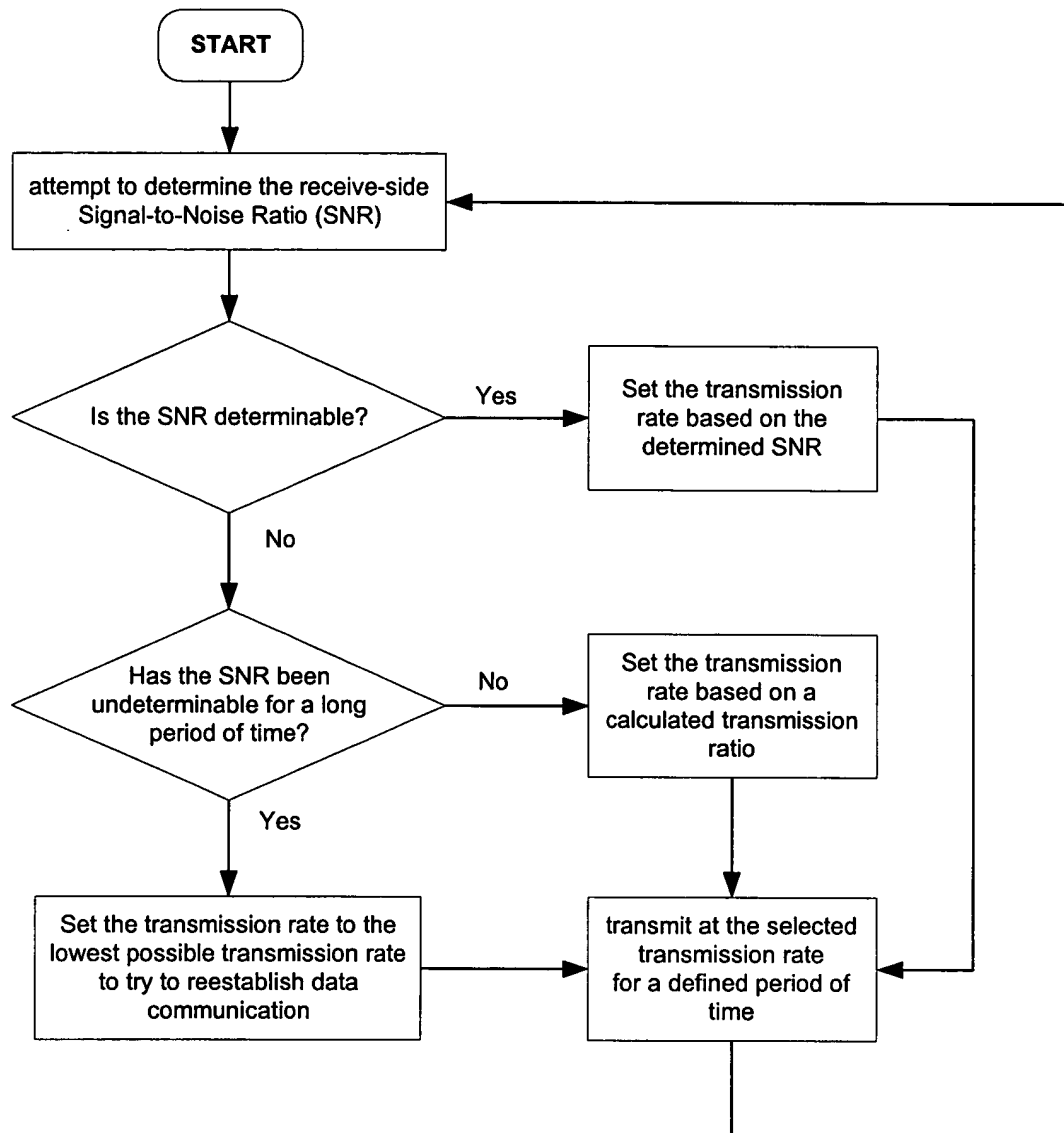 START
attempt to determine the receive-side
Signal-to-Noise Ratio (SNR)
Is the SNR determinable?
Yes
Set the transmission
rate based on the
determined SNR
No
Has the SNR been
undeterminable for a long
period of time?
No
Set the transmission
rate based on a
calculated transmission
ratio
Yes
Set the transmission rate to the
lowest possible transmission rate
to try to reestablish data
communication
transmit at the selected
transmission rate
for a defined period of
time